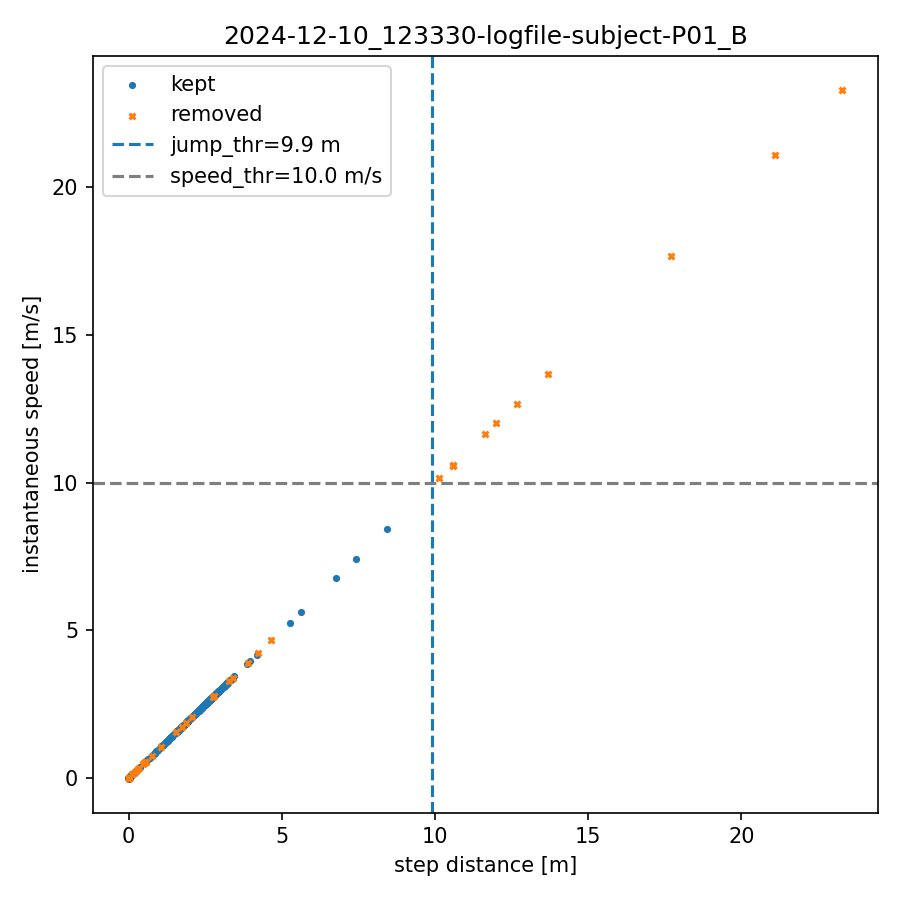 2024-12-10_123330-logfile-subject-P01_B
kept
removed
jump_thr=9.9 m
speed_thr=10.0 m/s
20
15
10
5
0
instantaneous speed [m/s]
0 5 10 15 20
step distance [m]